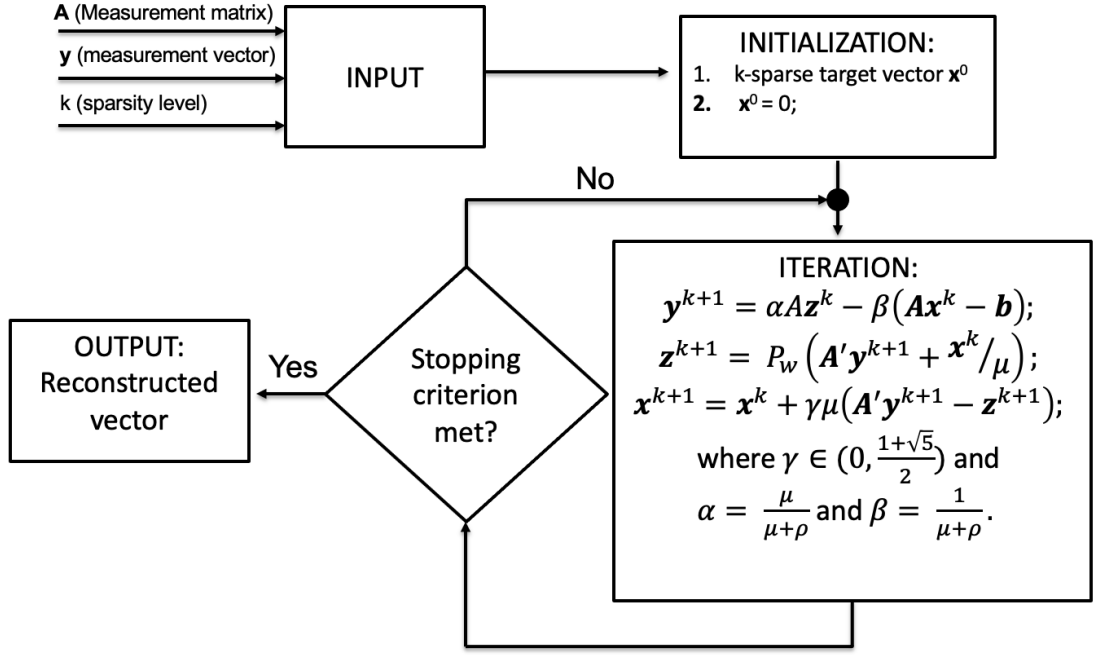 A (Measurement matrix)
y (measurement vector)
k (sparsity level)
INPUT
INITIALIZATION:
1. k-sparse target vector x⁰
2. x⁰ = 0;
No
ITERATION:
yᵏ⁺¹ = αAzᵏ − β(Axᵏ − b);
zᵏ⁺¹ = P_w(A′yᵏ⁺¹ + xᵏ/μ);
xᵏ⁺¹ = xᵏ + γμ(A′yᵏ⁺¹ − zᵏ⁺¹);
where γ ∈ (0, (1+√5)/2) and
α = μ/(μ+ρ) and β = 1/(μ+ρ).
Stopping
criterion
met?
Yes
OUTPUT:
Reconstructed
vector